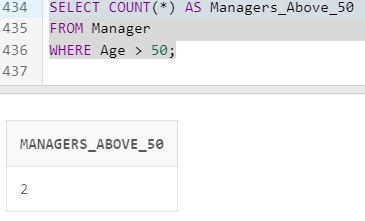 434 SELECT COUNT(*) AS Managers_Above_50
435 FROM Manager
436 WHERE Age > 50;
437
MANAGERS_ABOVE_50
2